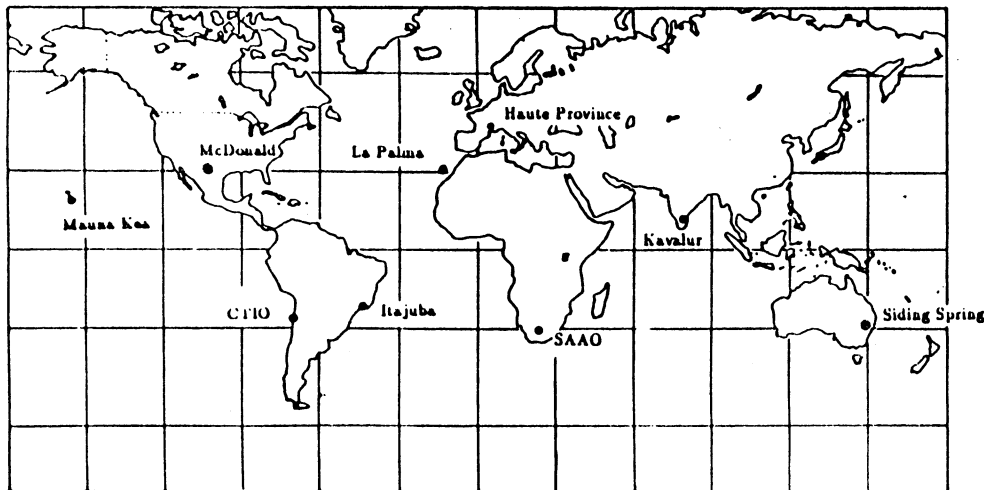 Haute Province
McDonald
La Palma
Mauna Kea
Kavalur
CTIO
Itajuba
SAAO
Siding Spring